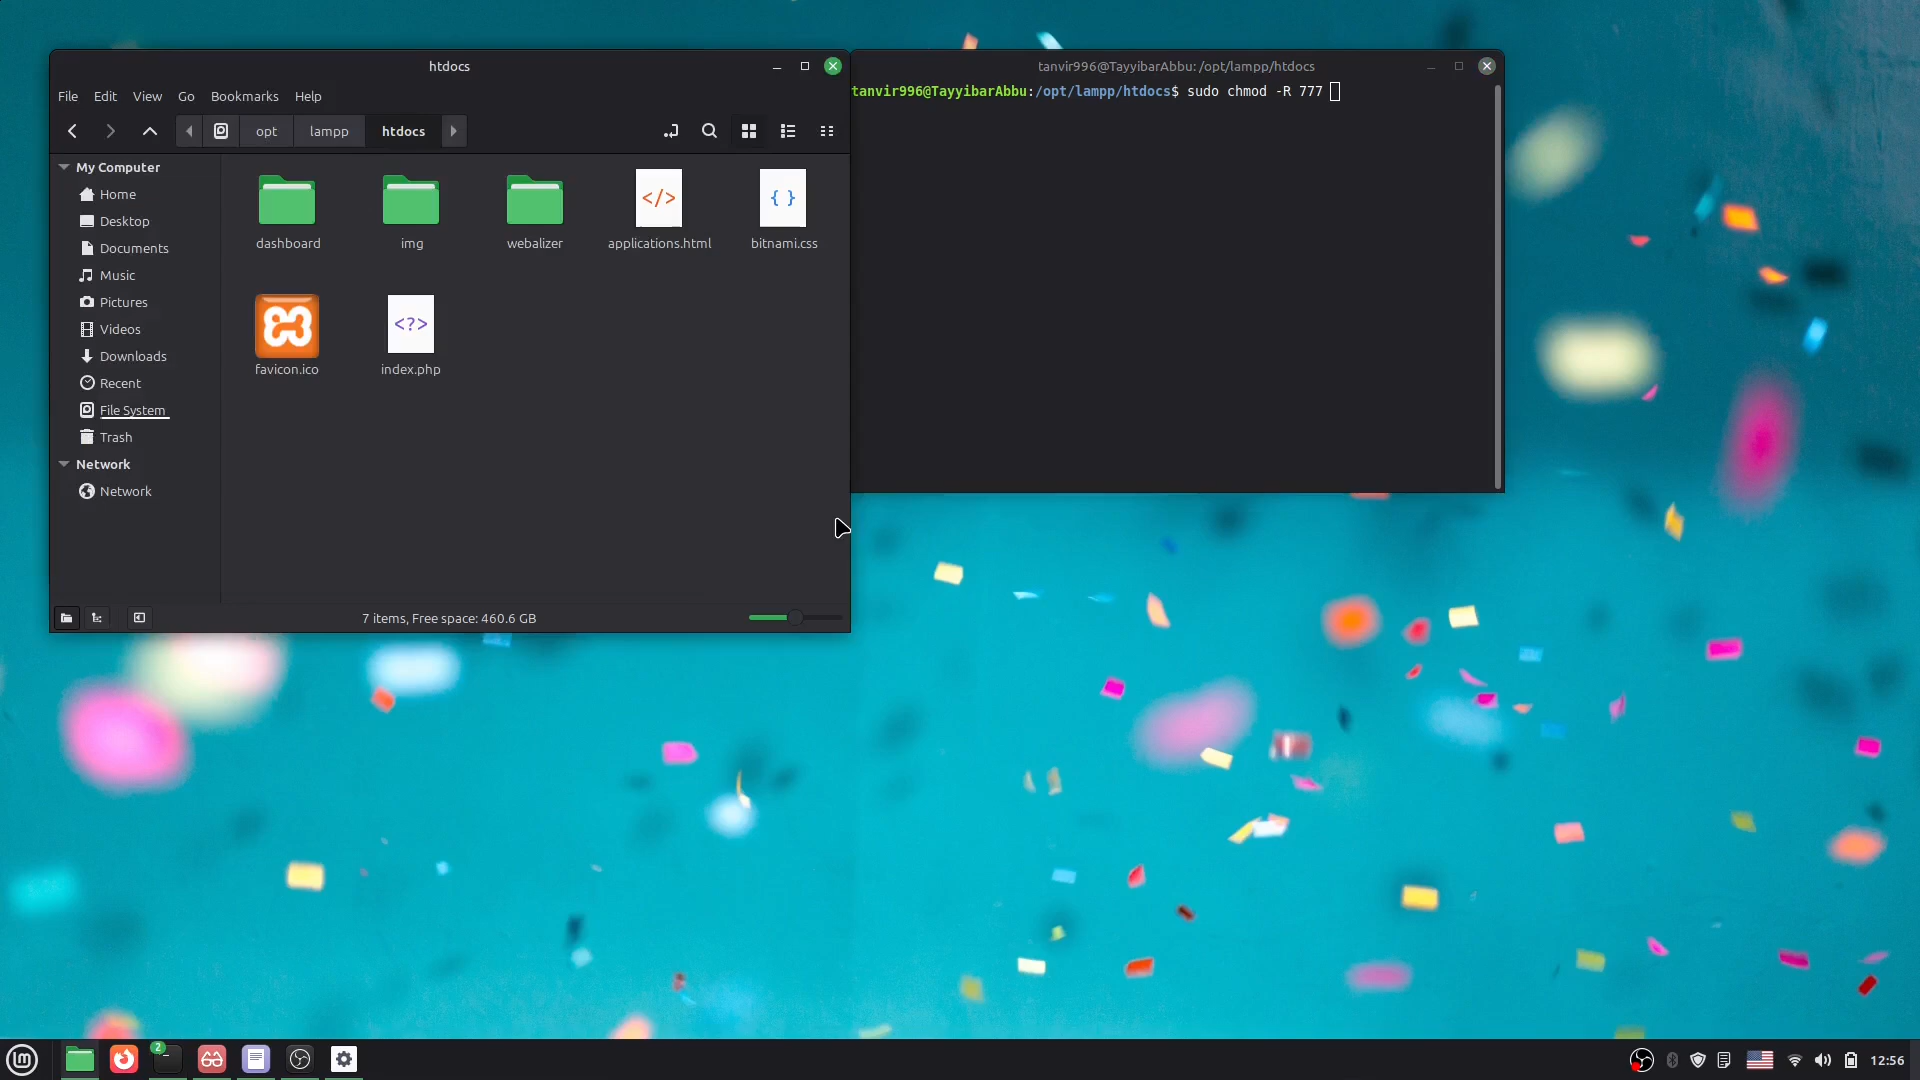 htdocs
File Edit View Go Bookmarks Help
opt lampp htdocs
My Computer
Home
Desktop
Documents
Music
Pictures
Videos
Downloads
Recent
File System
Trash
Network
Network
dashboard img webalizer applications.html bitnami.css
favicon.ico index.php
7 items, Free space: 460.6 GB
tanvir996@TayyibarAbbu: /opt/lampp/htdocs
tanvir996@TayyibarAbbu:/opt/lampp/htdocs$ sudo chmod -R 777
2
12:56